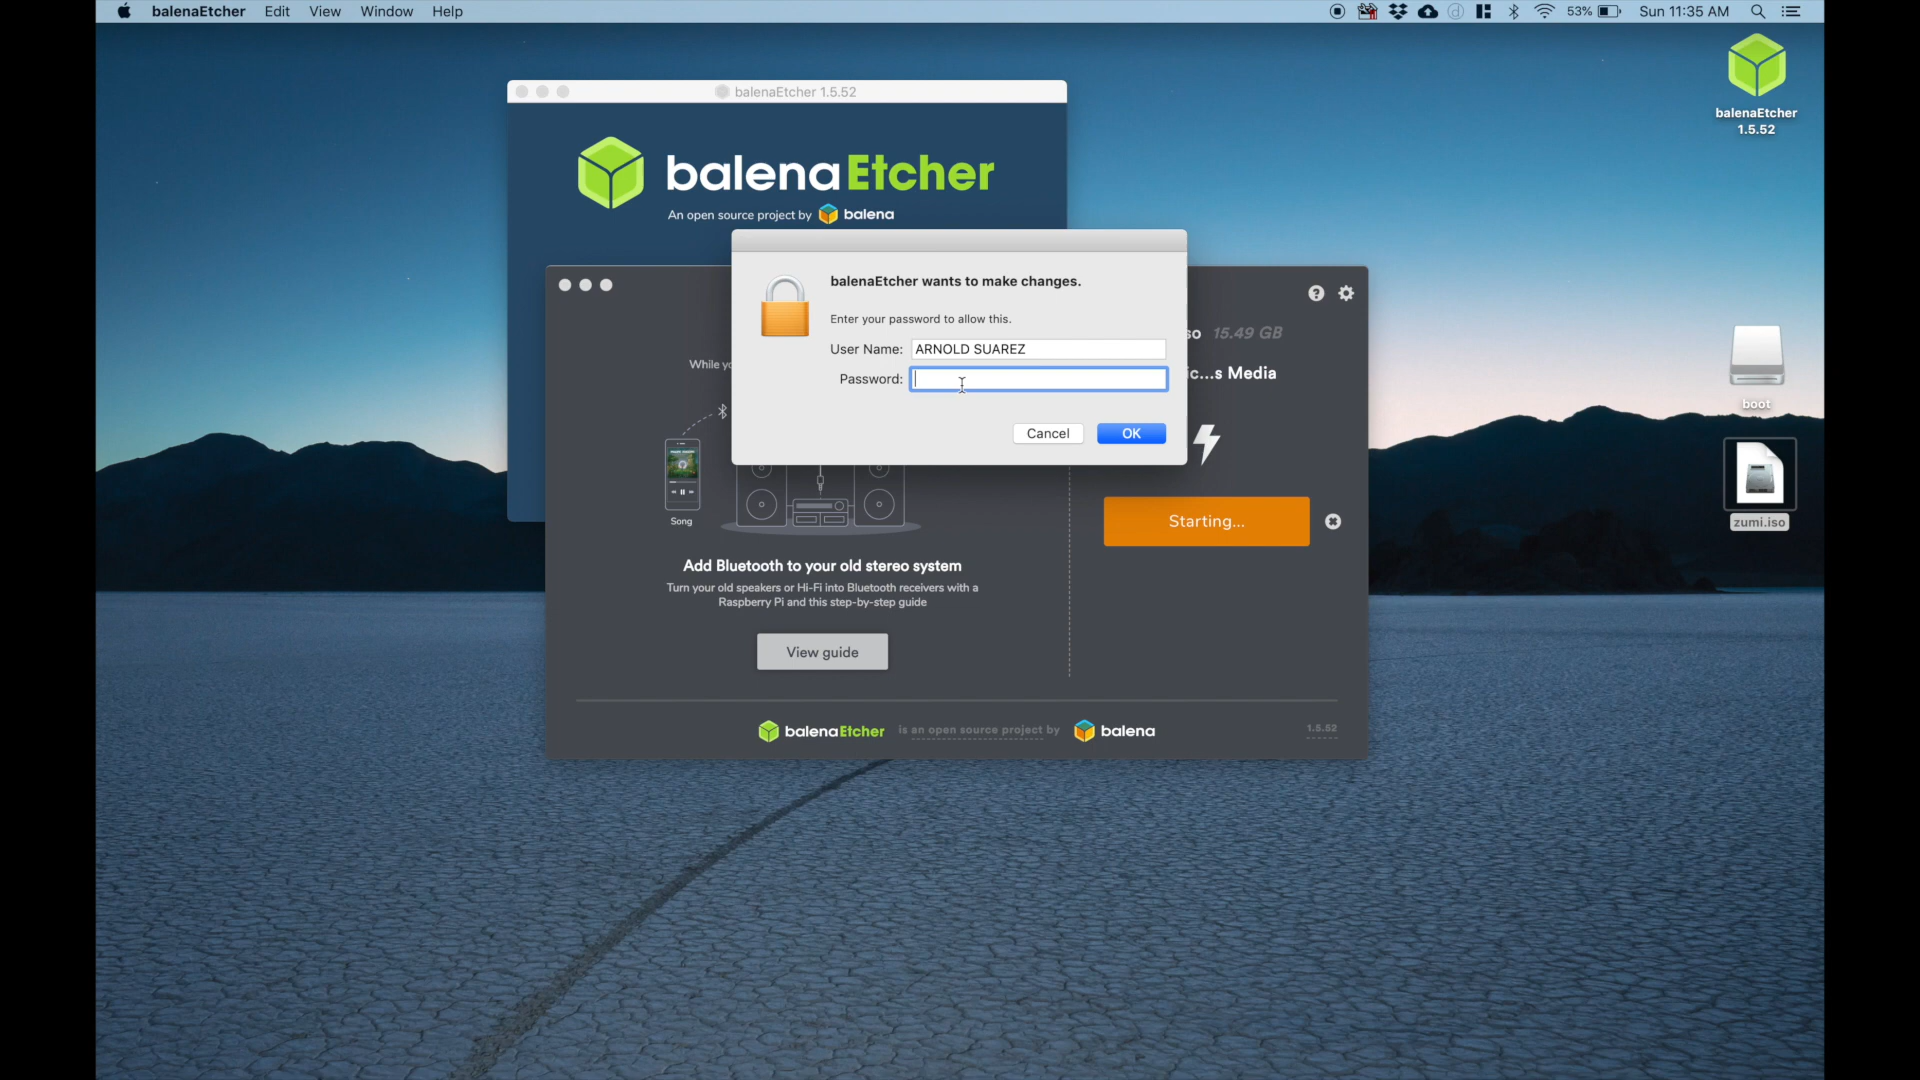 balenaEtcher Edit View Window Help
53% Sun 11:35 AM
balenaEtcher
1.5.52
balenaEtcher 1.5.52
balenaEtcher
An open source project by balena
balenaEtcher wants to make changes.
Enter your password to allow this.
User Name: ARNOLD SUAREZ
Password:
Cancel OK
so 15.49 GB
ic...s Media
While yo
Song
Starting...
Add Bluetooth to your old stereo system
Turn your old speakers or Hi-Fi into Bluetooth receivers with a
Raspberry Pi and this step-by-step guide
View guide
balenaEtcher is an open source project by balena
1.5.52
boot
zumi.iso